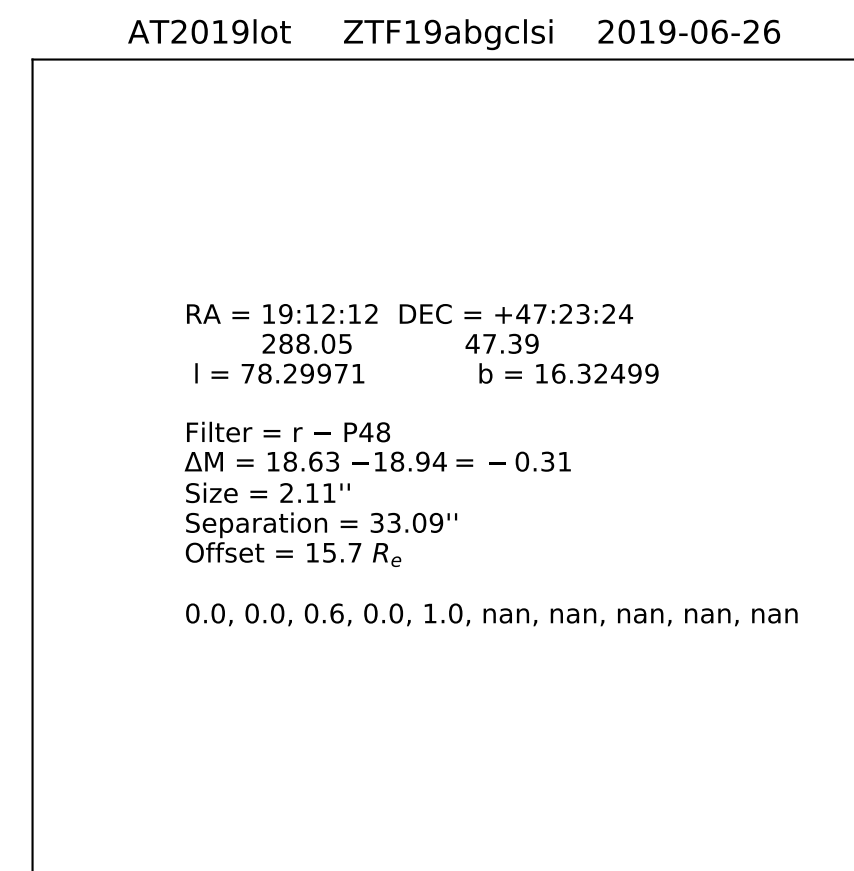 AT2019lot ZTF19abgclsi 2019-06-26
RA = 19:12:12 DEC = +47:23:24
288.05 47.39
l = 78.29971 b = 16.32499
Filter = r − P48
ΔM = 18.63 −18.94 = − 0.31
Size = 2.11''
Separation = 33.09''
Offset = 15.7 Rₑ
0.0, 0.0, 0.6, 0.0, 1.0, nan, nan, nan, nan, nan